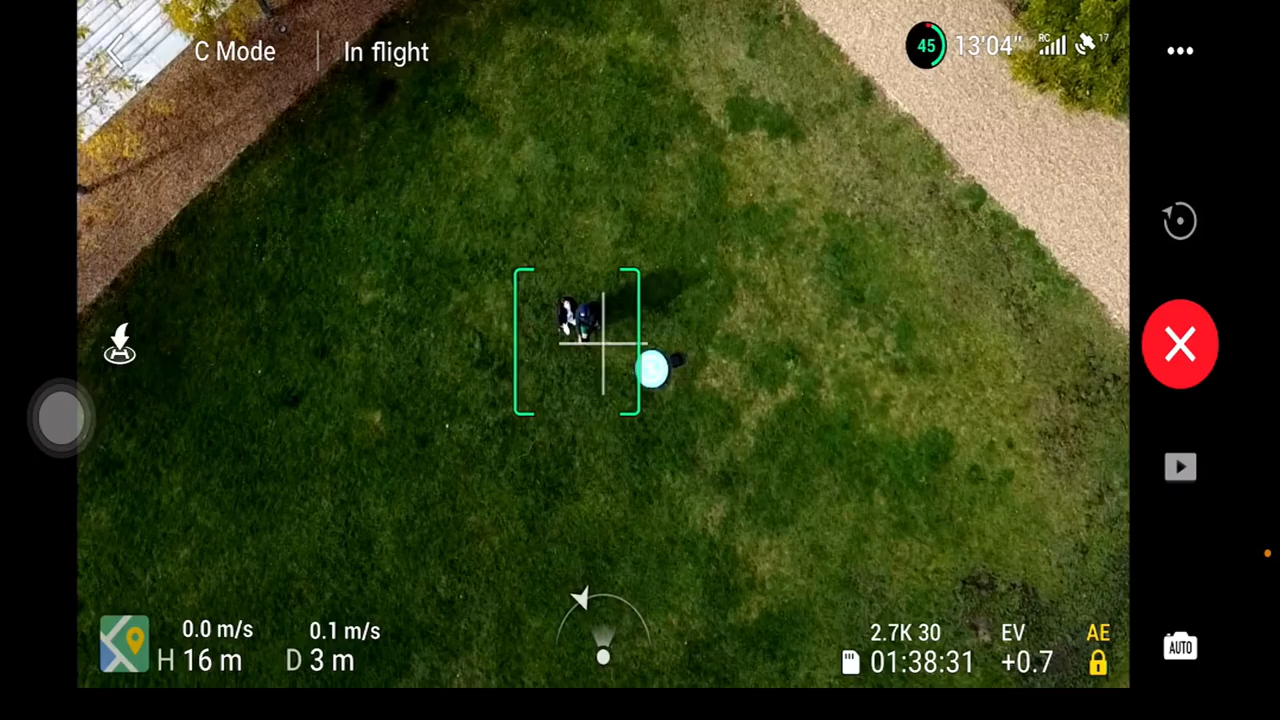 C Mode In flight 45 13'04" RC 17
0.0 m/s 0.1 m/s
H 16 m D 3 m
2.7K 30 EV AE
01:38:31 +0.7
AUTO